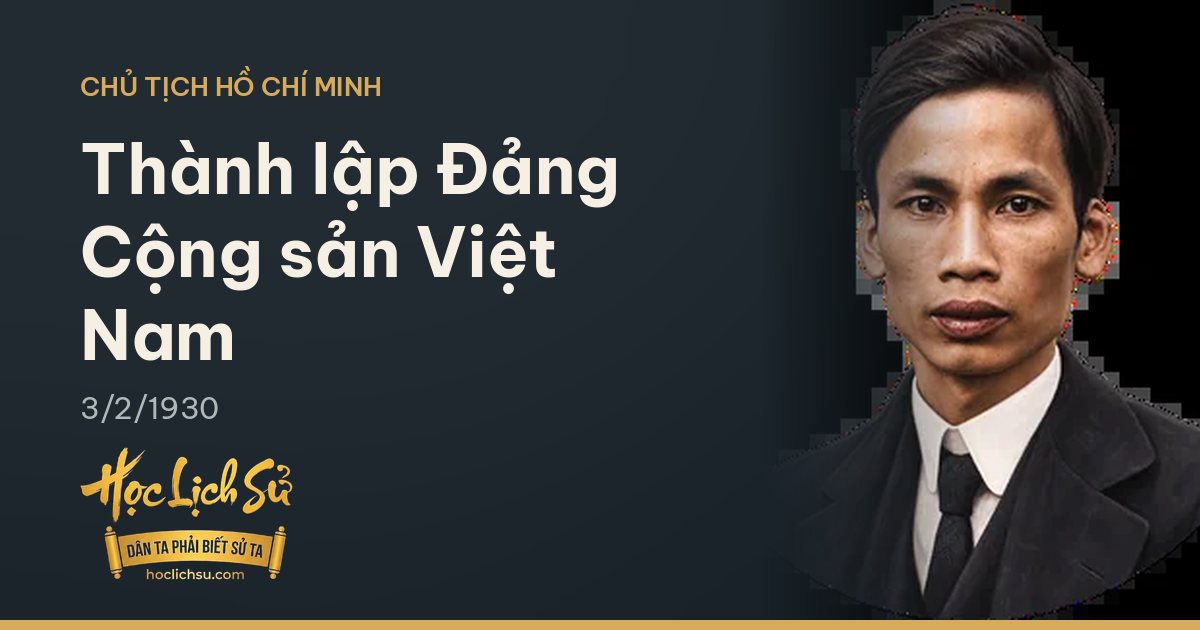 CHỦ TỊCH HỒ CHÍ MINH
Thành lập Đảng
Cộng sản Việt
Nam
3/2/1930
Học Lịch Sử
DÂN TA PHẢI BIẾT SỬ TA
hoclichsu.com